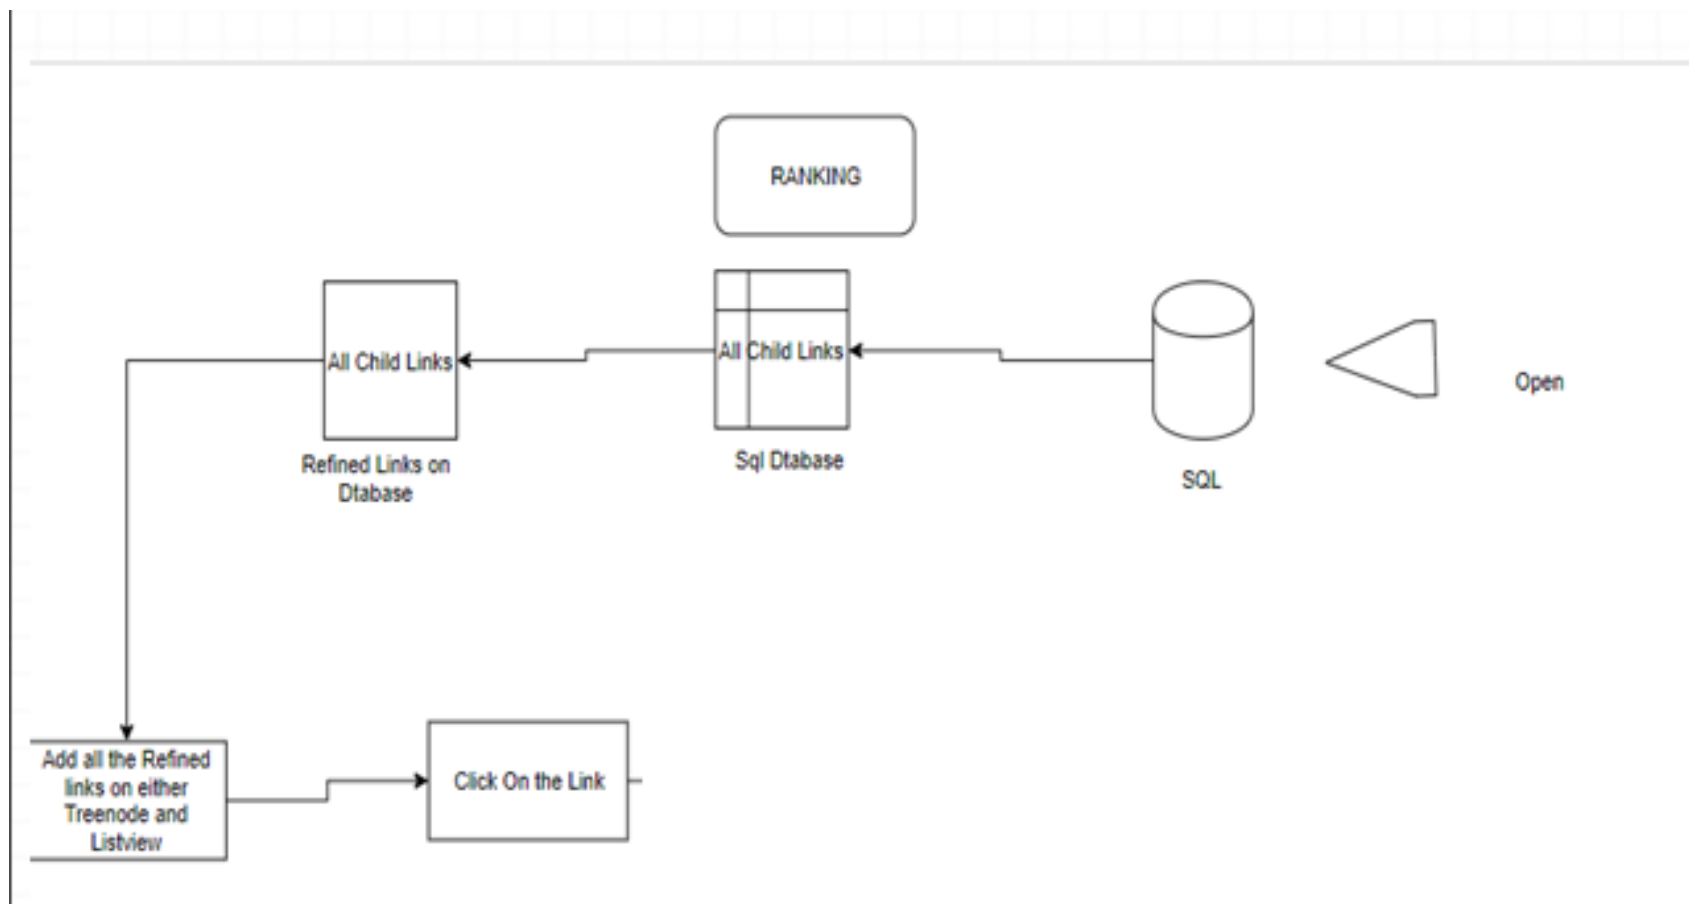 RANKING
All Child Links
All Child Links
Open
Refined Links on
Dtabase
Sql Dtabase
SQL
Add all the Refined
links on either
Treenode and
Listview
Click On the Link